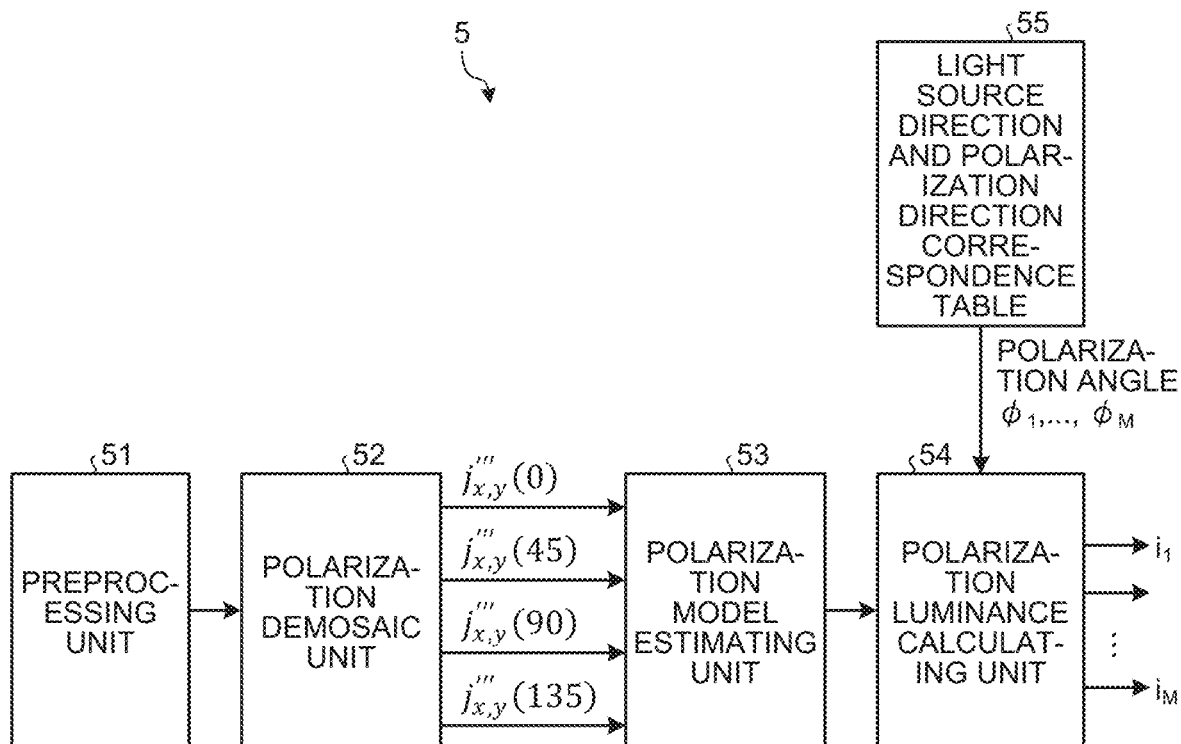 5
55
LIGHT
SOURCE
DIRECTION
AND POLAR-
IZATION
DIRECTION
CORRE-
SPONDENCE
TABLE
POLARIZA-
TION ANGLE
ϕ₁,..., ϕ_M
51
PREPROC-
ESSING
UNIT
52
POLARIZA-
TION
DEMOSAIC
UNIT
j'''ₓ,ᵧ(0)
j'''ₓ,ᵧ(45)
j'''ₓ,ᵧ(90)
j'''ₓ,ᵧ(135)
53
POLARIZA-
TION
MODEL
ESTIMATING
UNIT
54
POLARIZA-
TION
LUMINANCE
CALCULAT-
ING UNIT
i₁
⋮
i_M